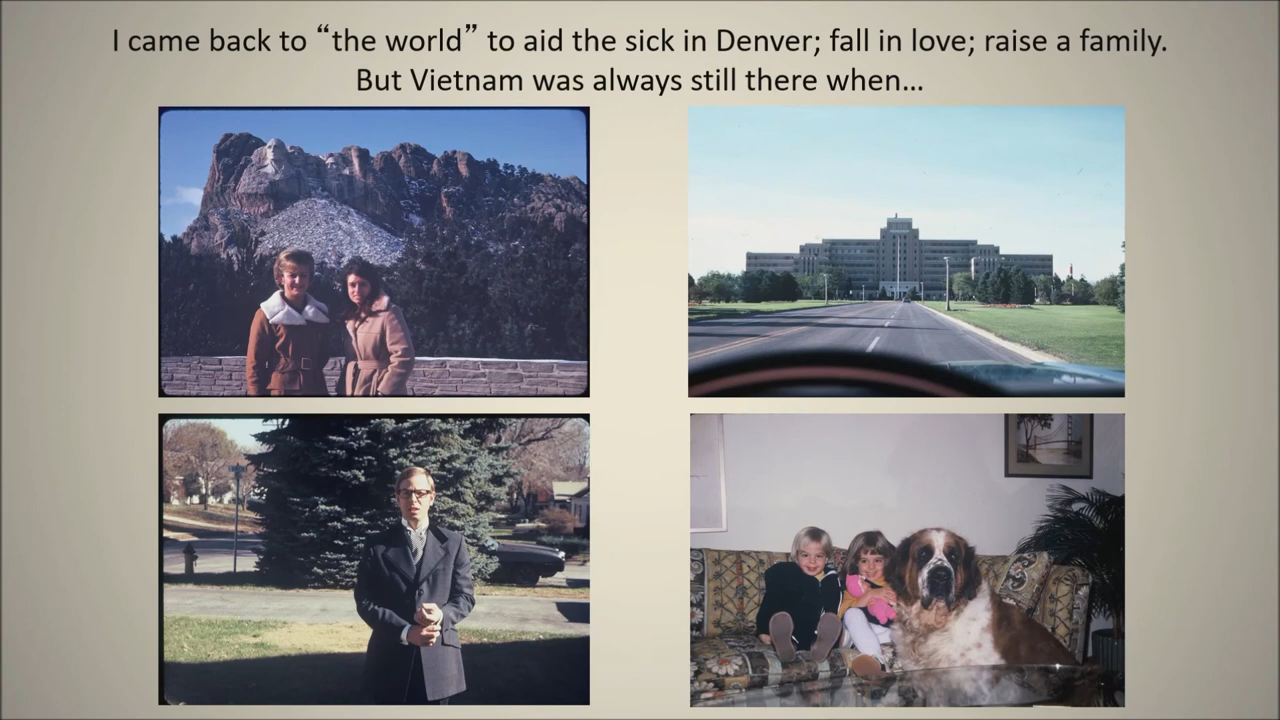 I came back to “the world” to aid the sick in Denver; fall in love; raise a family.
But Vietnam was always still there when…